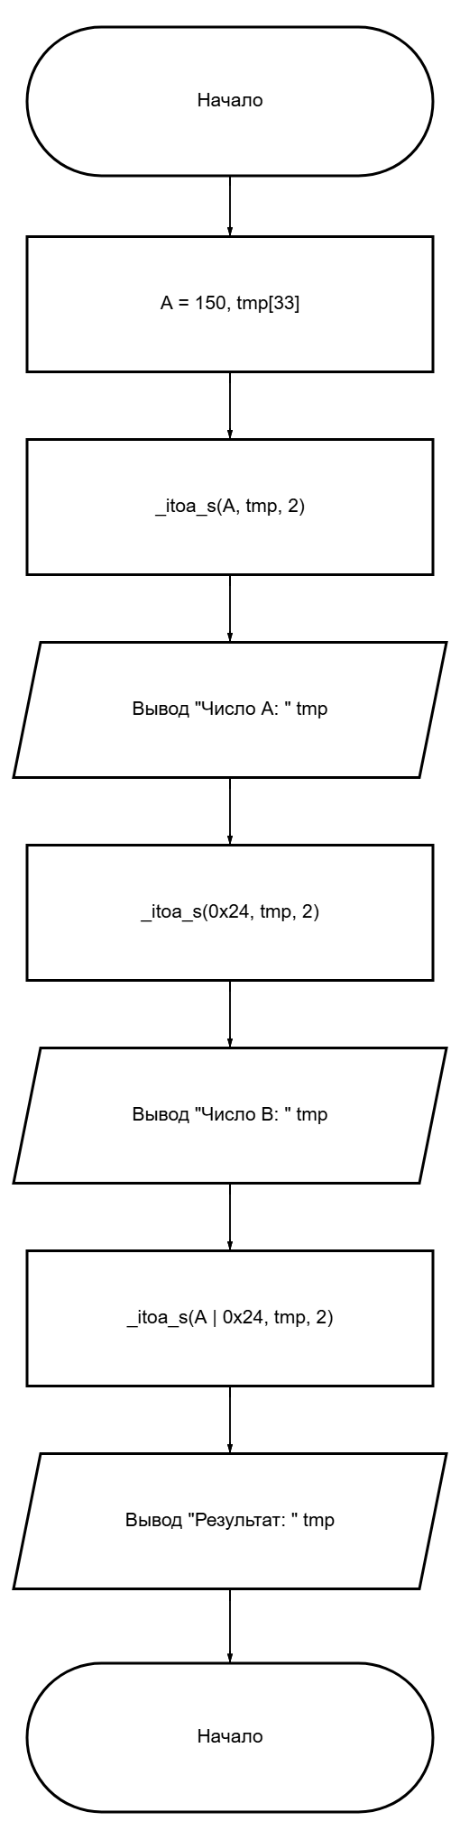 Начало
A = 150, tmp[33]
_itoa_s(A, tmp, 2)
Вывод "Число A: " tmp
_itoa_s(0x24, tmp, 2)
Вывод "Число B: " tmp
_itoa_s(A | 0x24, tmp, 2)
Вывод "Результат: " tmp
Начало